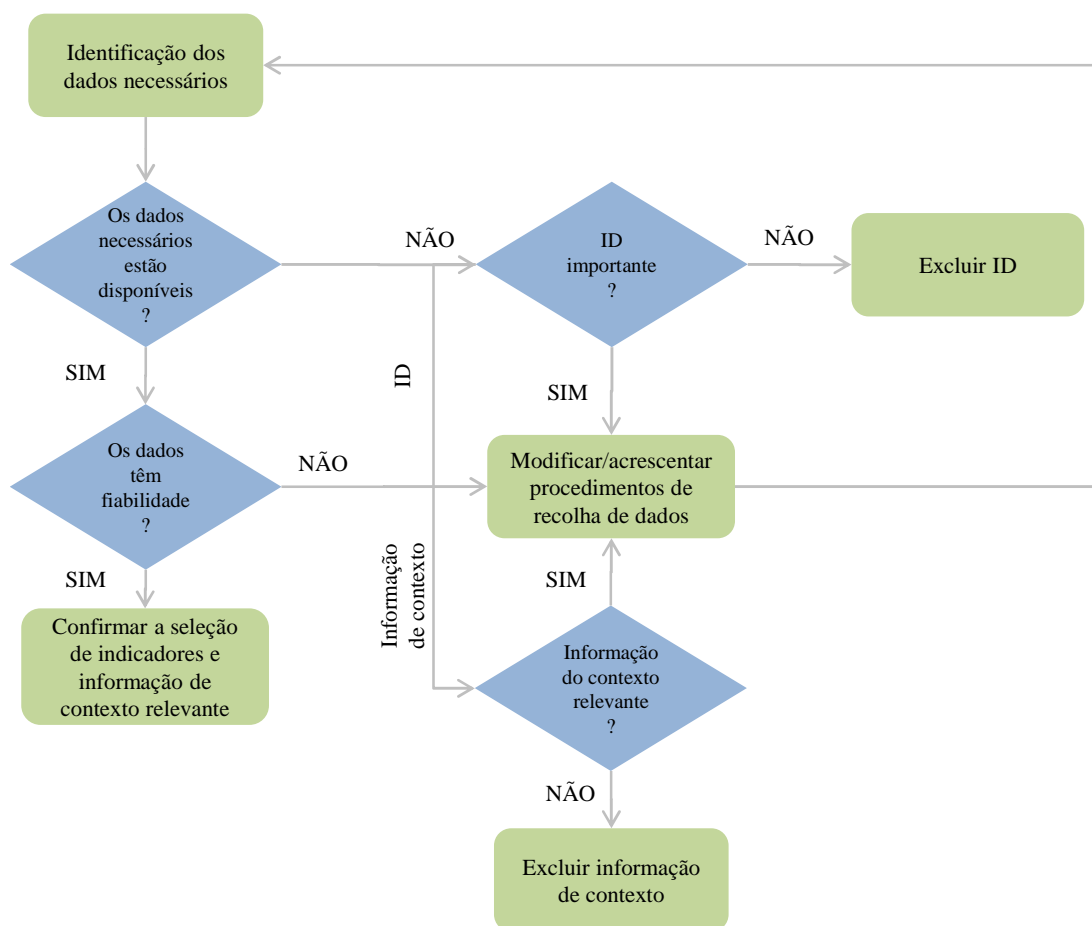 Identificação dos
dados necessários
Os dados
necessários
estão
disponíveis
?
NÃO
ID
importante
?
NÃO
Excluir ID
SIM
ID
SIM
Os dados
têm
fiabilidade
?
NÃO
Modificar/acrescentar
procedimentos de
recolha de dados
SIM
Informação
de contexto
SIM
Confirmar a seleção
de indicadores e
informação de
contexto relevante
Informação
do contexto
relevante
?
NÃO
Excluir informação
de contexto